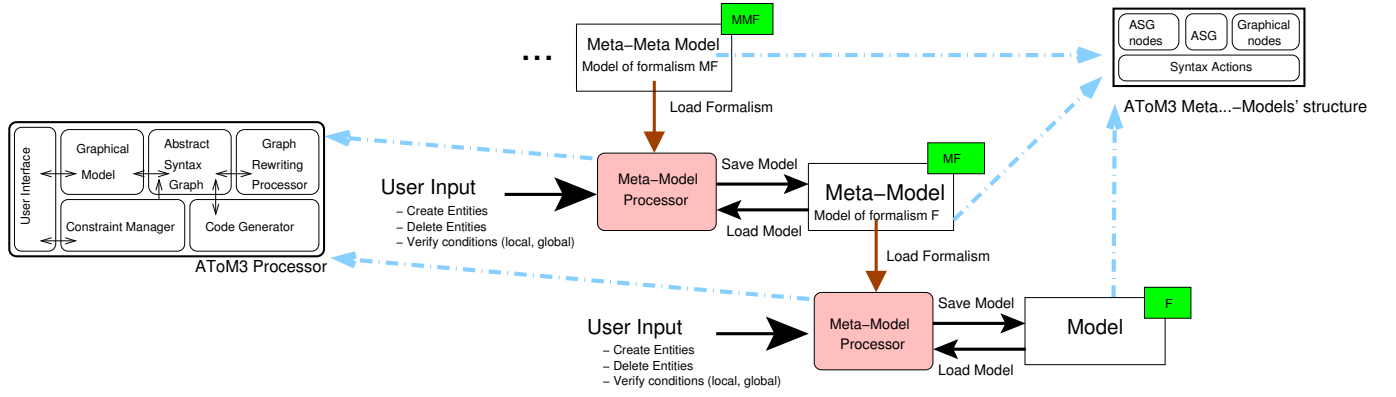 MMF
Meta-Meta Model
Model of formalism MF
...
Load Formalism
ASG
nodes
ASG
Graphical
nodes
Syntax Actions
AToM3 Meta...-Models' structure
User Interface
Graphical
Model
Abstract
Syntax
Graph
Graph
Rewriting
Processor
Constraint Manager
Code Generator
AToM3 Processor
User Input
- Create Entities
- Delete Entities
- Verify conditions (local, global)
Meta-Model
Processor
Save Model
Load Model
MF
Meta-Model
Model of formalism F
Load Formalism
User Input
- Create Entities
- Delete Entities
- Verify conditions (local, global)
Meta-Model
Processor
Save Model
Load Model
F
Model